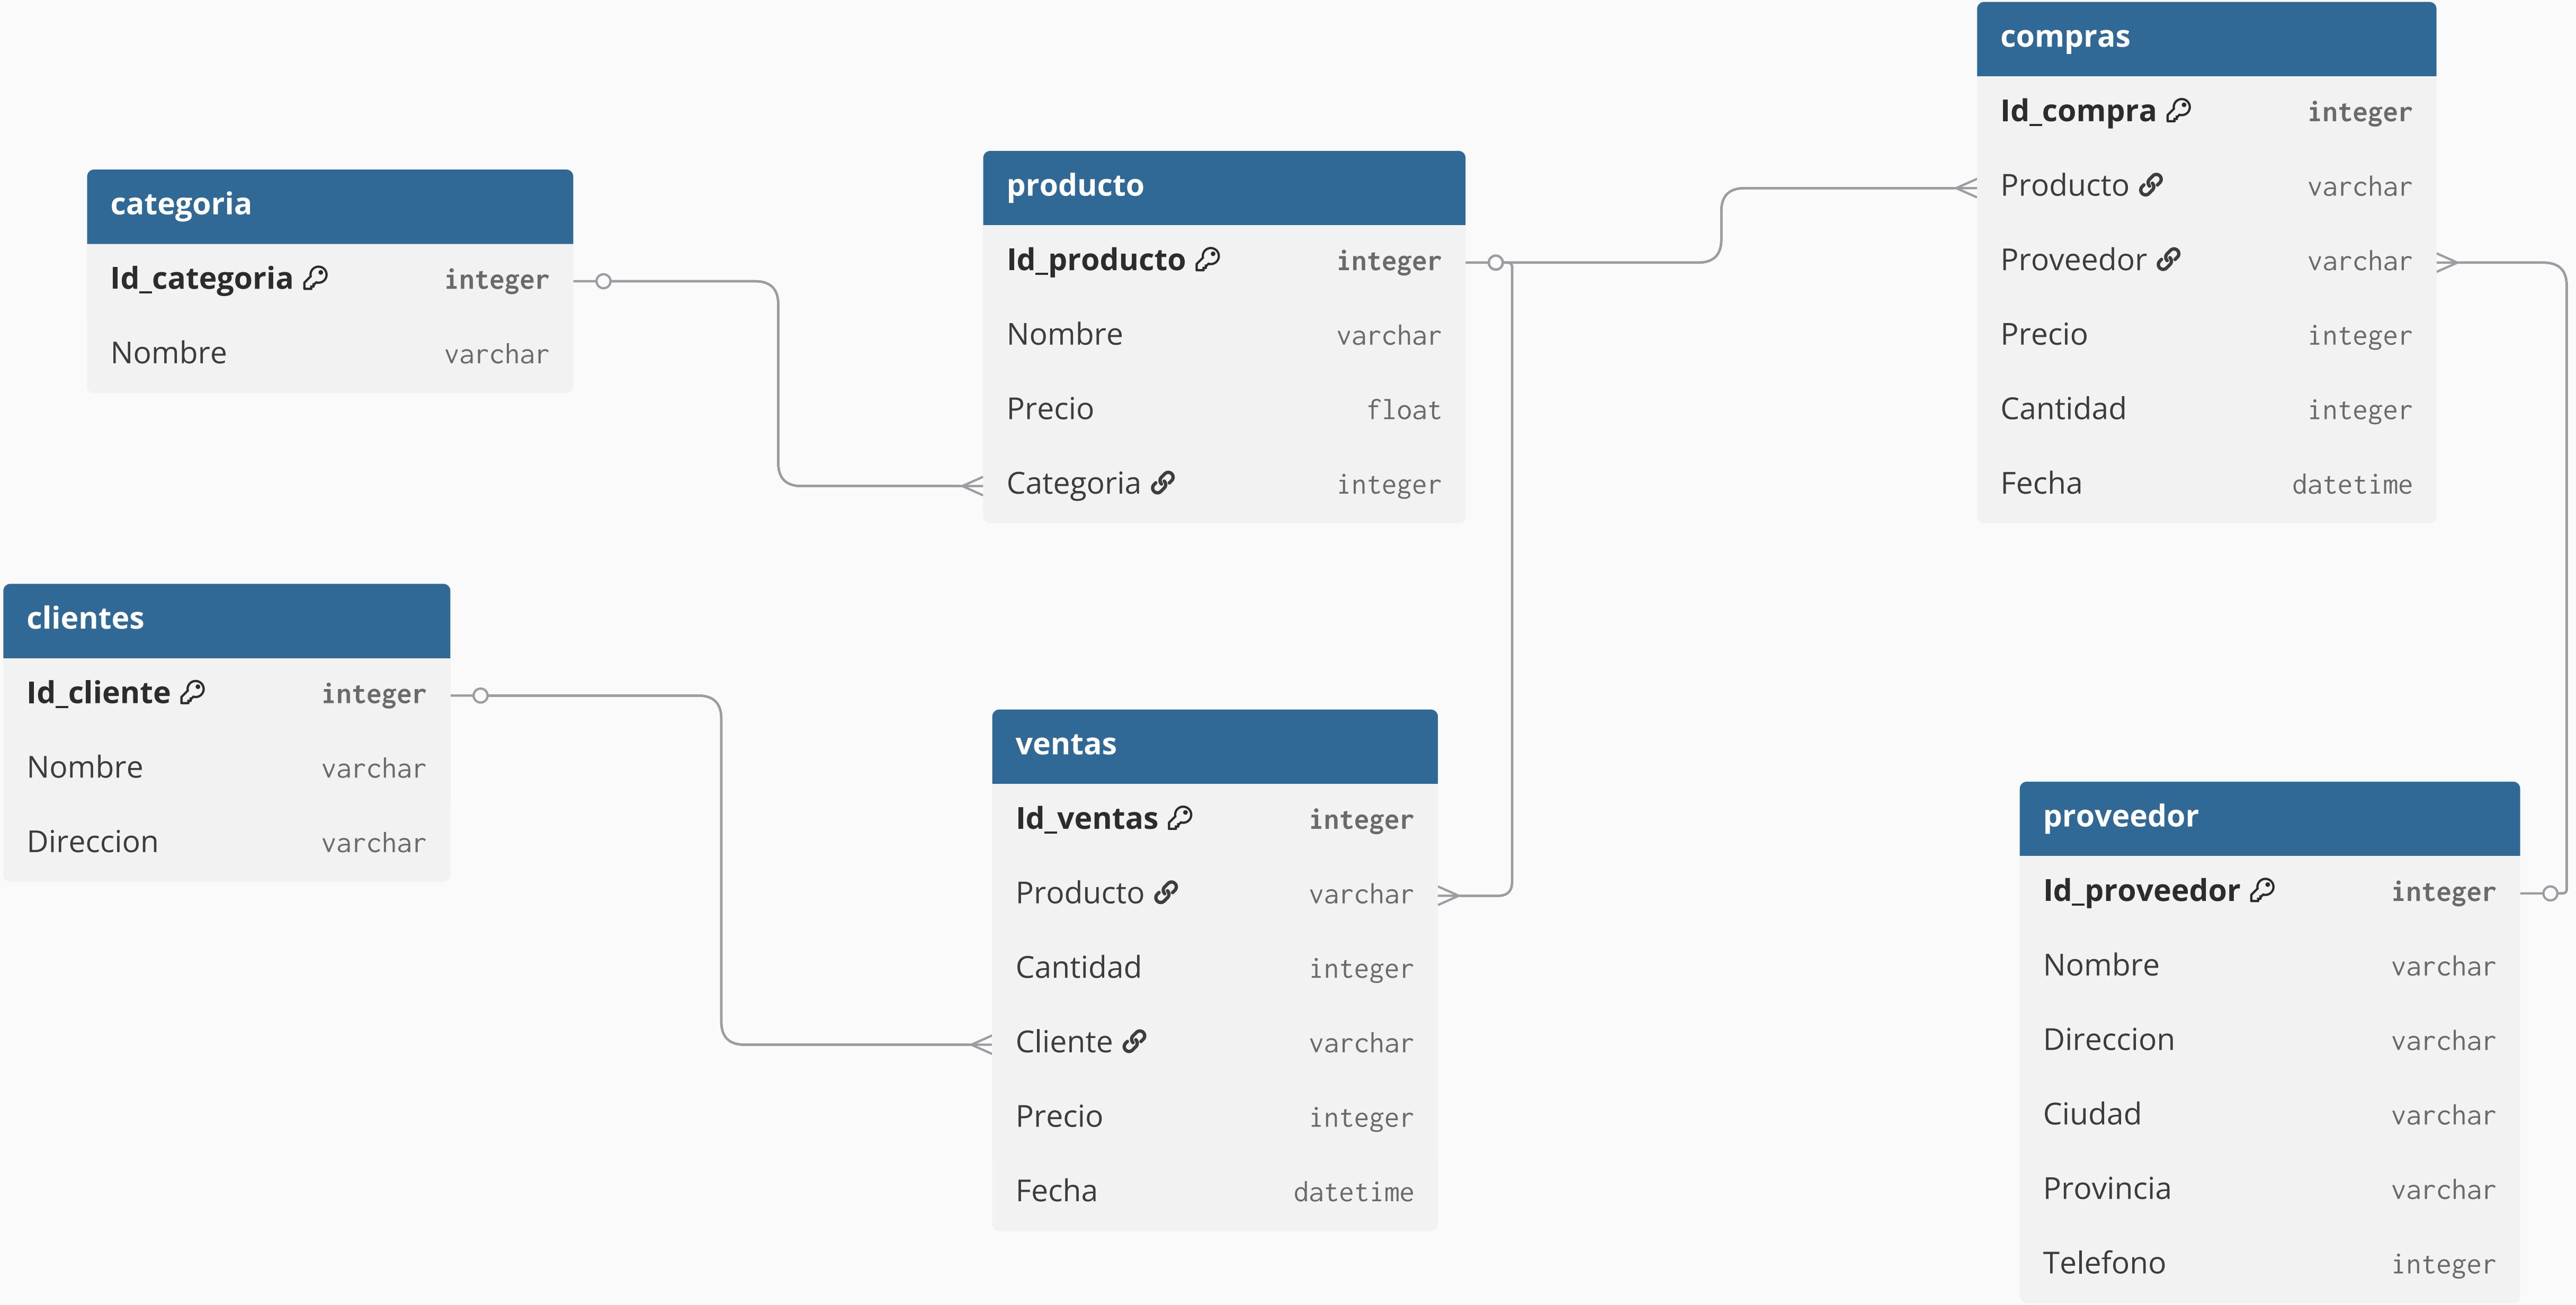 categoria
Id_categoria integer
Nombre varchar
producto
Id_producto integer
Nombre varchar
Precio float
Categoria integer
compras
Id_compra integer
Producto varchar
Proveedor varchar
Precio integer
Cantidad integer
Fecha datetime
clientes
Id_cliente integer
Nombre varchar
Direccion varchar
ventas
Id_ventas integer
Producto varchar
Cantidad integer
Cliente varchar
Precio integer
Fecha datetime
proveedor
Id_proveedor integer
Nombre varchar
Direccion varchar
Ciudad varchar
Provincia varchar
Telefono integer